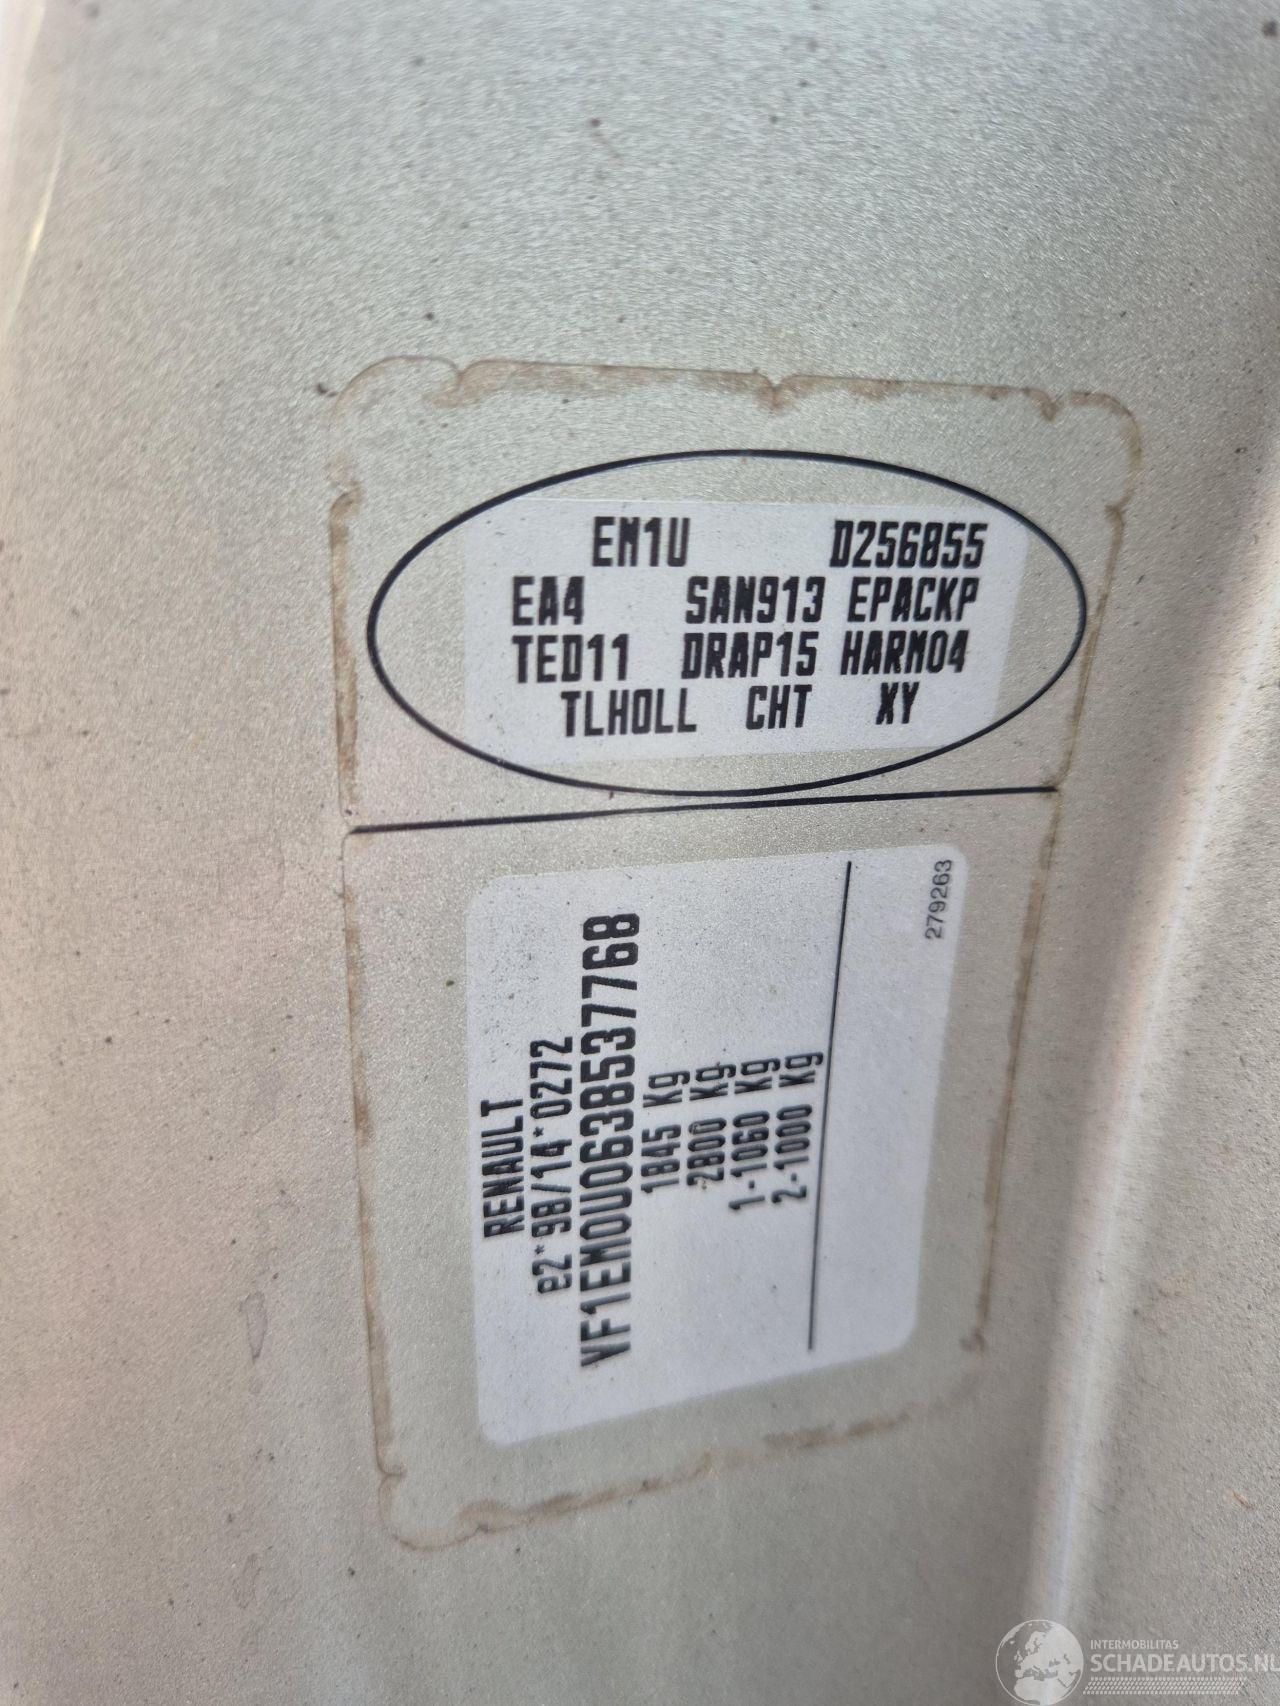 EM1U D256855
EA4 SAN913 EPACKP
TED11 DRAP15 HARM04
TLHOLL CHT XY
RENAULT
e2*98/14*0272
VF1EM0U0638537768
1845 Kg
2800 Kg
1-1060 Kg
2-1000 Kg
279263
INTERMOBILITAS
SCHADEAUTOS.NL